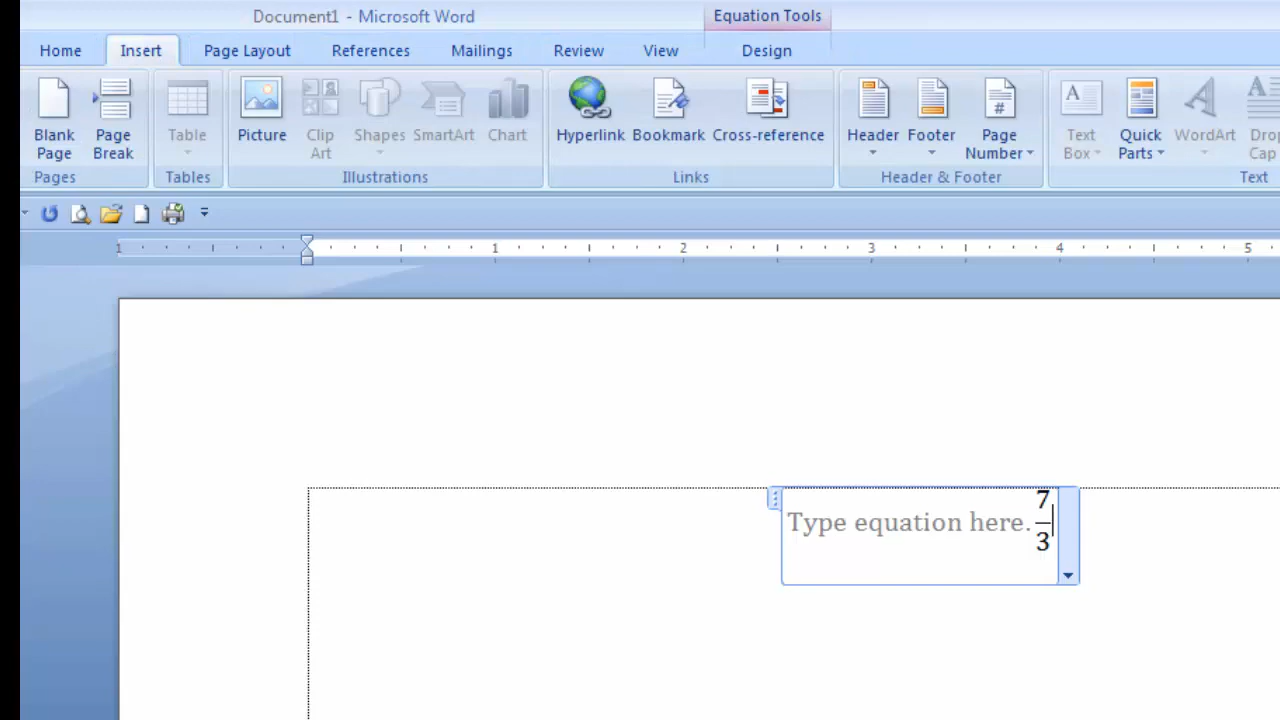 Document1 - Microsoft Word Equation Tools
Home Insert Page Layout References Mailings Review View Design
Blank Page Page Break Table Picture Clip Art Shapes SmartArt Chart Hyperlink Bookmark Cross-reference Header Footer Page Number Text Box Quick Parts WordArt Drop Cap
Pages Tables Illustrations Links Header & Footer Text
1 1 2 3 4 5
Type equation here. 7/3